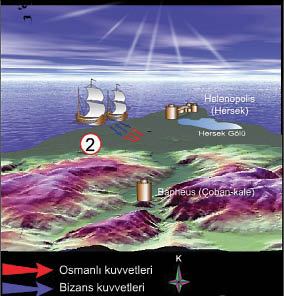 Helenopolis
(Hersek)
Hersek Gölü
2
Bapheus (Çoban-kale)
K
Osmanlı kuvvetleri
Bizans kuvvetleri